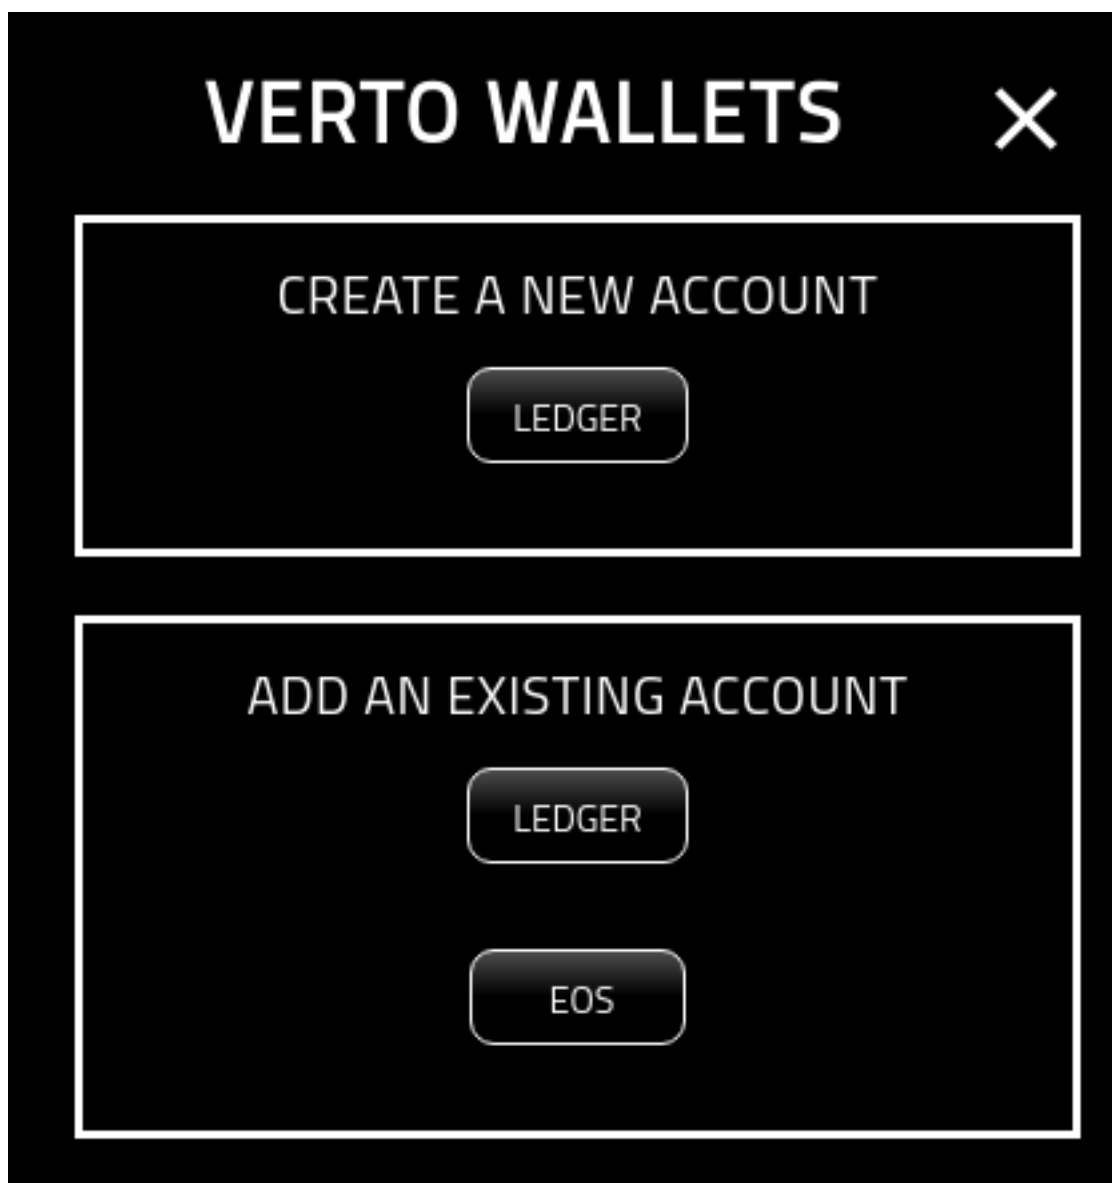 VERTO WALLETS
CREATE A NEW ACCOUNT
LEDGER
ADD AN EXISTING ACCOUNT
LEDGER
EOS